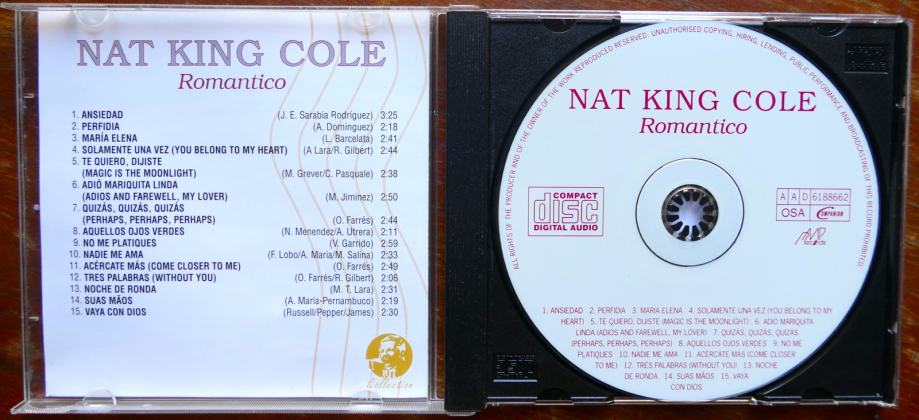 NAT KING COLE
Romantico
1. ANSIEDAD (J. E. Sarabia Rodríguez) 3:25
2. PERFIDIA (A. Dominguez) 2:18
3. MARÍA ELENA (L. Barcelata) 2:41
4. SOLAMENTE UNA VEZ (YOU BELONG TO MY HEART) (A Lara/R. Gilbert) 2:44
5. TE QUIERO, DIJISTE
(MAGIC IS THE MOONLIGHT) (M. Grever/C. Pasquale) 2:38
6. ADIÓ MARIQUITA LINDA
(ADIOS AND FAREWELL, MY LOVER) (M. Jiminez) 2:50
7. QUIZÁS, QUIZÁS, QUIZÁS
(PERHAPS, PERHAPS, PERHAPS) (O. Farrés) 2:44
8. AQUELLOS OJOS VERDES (N. Menendez/A. Utrera) 2:11
9. NO ME PLATIQUES (V. Garrido) 2:59
10. NADIE ME AMA (F. Lobo/A. Maria/M. Salina) 2:33
11. ACÉRCATE MÁS (COME CLOSER TO ME) (O. Farrés) 2:49
12. TRES PALABRAS (WITHOUT YOU) (O. Farrés/R. Gilbert) 2:06
13. NOCHE DE RONDA (M. T. Lara) 2:31
14. SUAS MÃOS (A. Maria-Pernambuco) 2:19
15. VAYA CON DIOS (Russell/Pepper/James) 2:30
Collection
ALL RIGHTS OF THE PRODUCER AND OF THE OWNER OF THE WORK REPRODUCED RESERVED. UNAUTHORISED COPYING, HIRING, LENDING, PUBLIC PERFORMANCE AND BROADCASTING OF THIS RECORD PROHIBITED.
NAT KING COLE
Romantico
COMPACT
disc
DIGITAL AUDIO
A A D 6188662
OSA COMPANION
records
1. ANSIEDAD 2. PERFIDIA 3. MARIA ELENA 4. SOLAMENTE UNA VEZ (YOU BELONG TO MY
HEART) 5. TE QUIERO, DIJISTE (MAGIC IS THE MOONLIGHT) 6. ADIO MARIQUITA
LINDA (ADIOS AND FAREWELL, MY LOVER) 7. QUIZÁS, QUIZÁS, QUIZÁS
(PERHAPS, PERHAPS, PERHAPS) 8. AQUELLOS OJOS VERDES 9. NO ME
PLATIQUES 10. NADIE ME AMA 11. ACÉRCATE MÁS (COME CLOSER
TO ME) 12. TRES PALABRAS (WITHOUT YOU) 13. NOCHE
DE RONDA 14. SUAS MÃOS 15. VAYA
CON DIOS